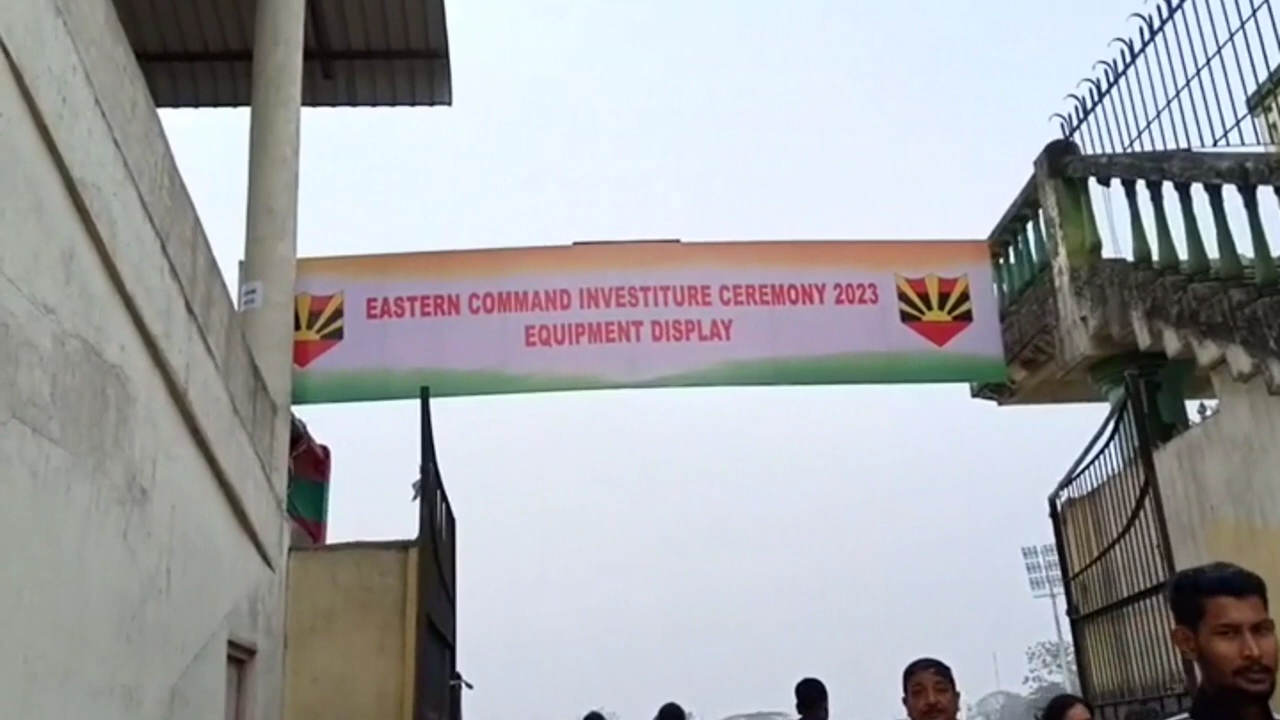 EASTERN COMMAND INVESTITURE CEREMONY 2023
EQUIPMENT DISPLAY